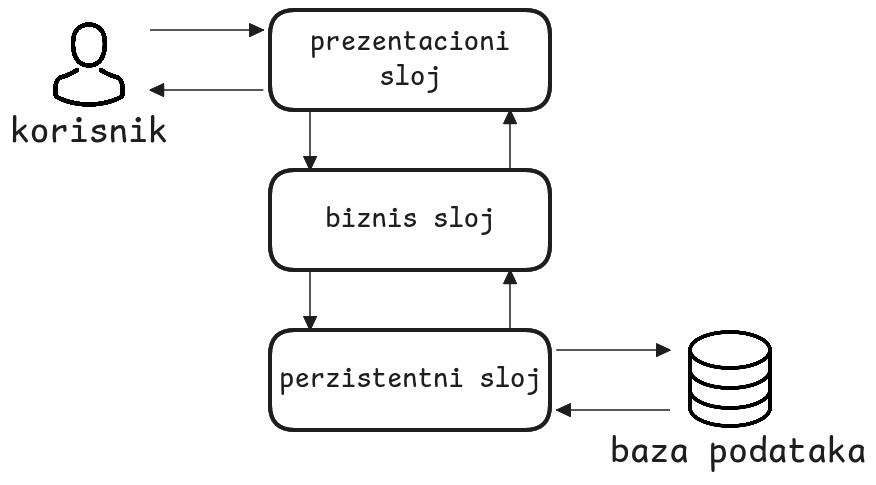 prezentacioni
sloj
korisnik
biznis sloj
perzistentni sloj
baza podataka